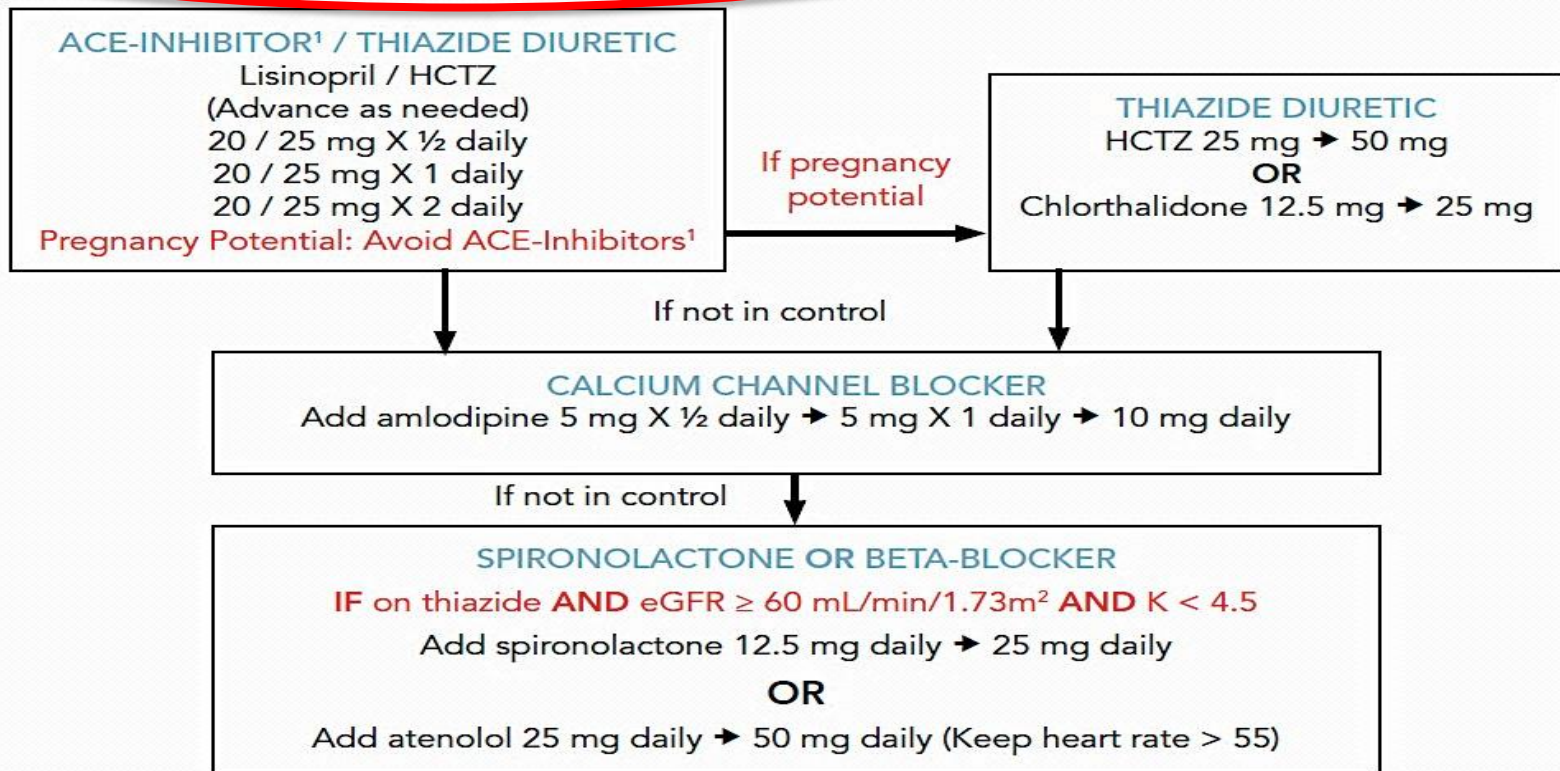 ACE-INHIBITOR¹ / THIAZIDE DIURETIC
Lisinopril / HCTZ
(Advance as needed)
20 / 25 mg X ½ daily
20 / 25 mg X 1 daily
20 / 25 mg X 2 daily
Pregnancy Potential: Avoid ACE-Inhibitors¹
If pregnancy
potential
THIAZIDE DIURETIC
HCTZ 25 mg → 50 mg
OR
Chlorthalidone 12.5 mg → 25 mg
If not in control
CALCIUM CHANNEL BLOCKER
Add amlodipine 5 mg X ½ daily → 5 mg X 1 daily → 10 mg daily
If not in control
SPIRONOLACTONE OR BETA-BLOCKER
IF on thiazide AND eGFR ≥ 60 mL/min/1.73m² AND K < 4.5
Add spironolactone 12.5 mg daily → 25 mg daily
OR
Add atenolol 25 mg daily → 50 mg daily (Keep heart rate > 55)